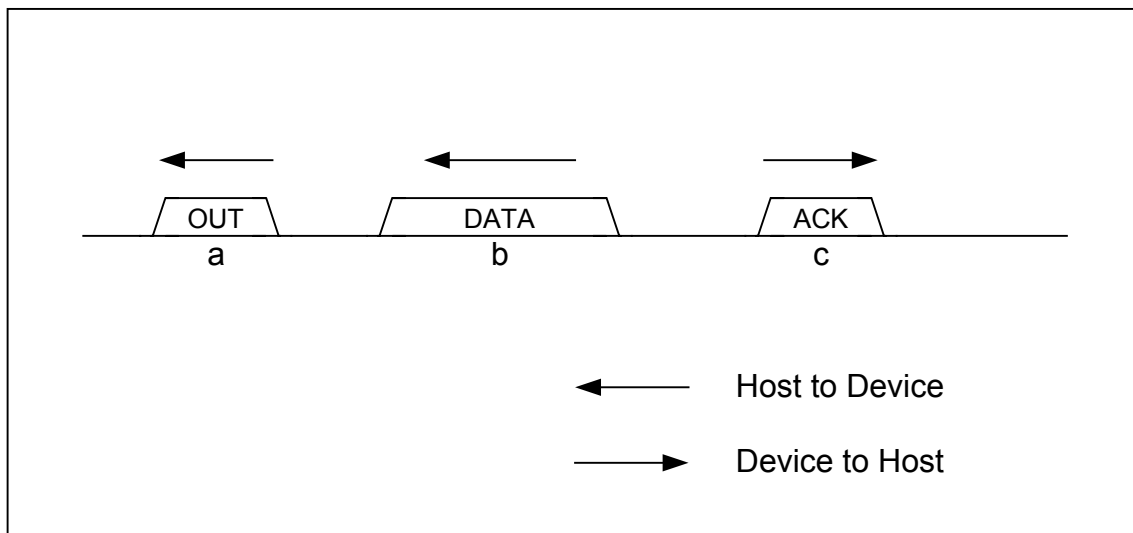 OUT DATA ACK
a b c
Host to Device
Device to Host